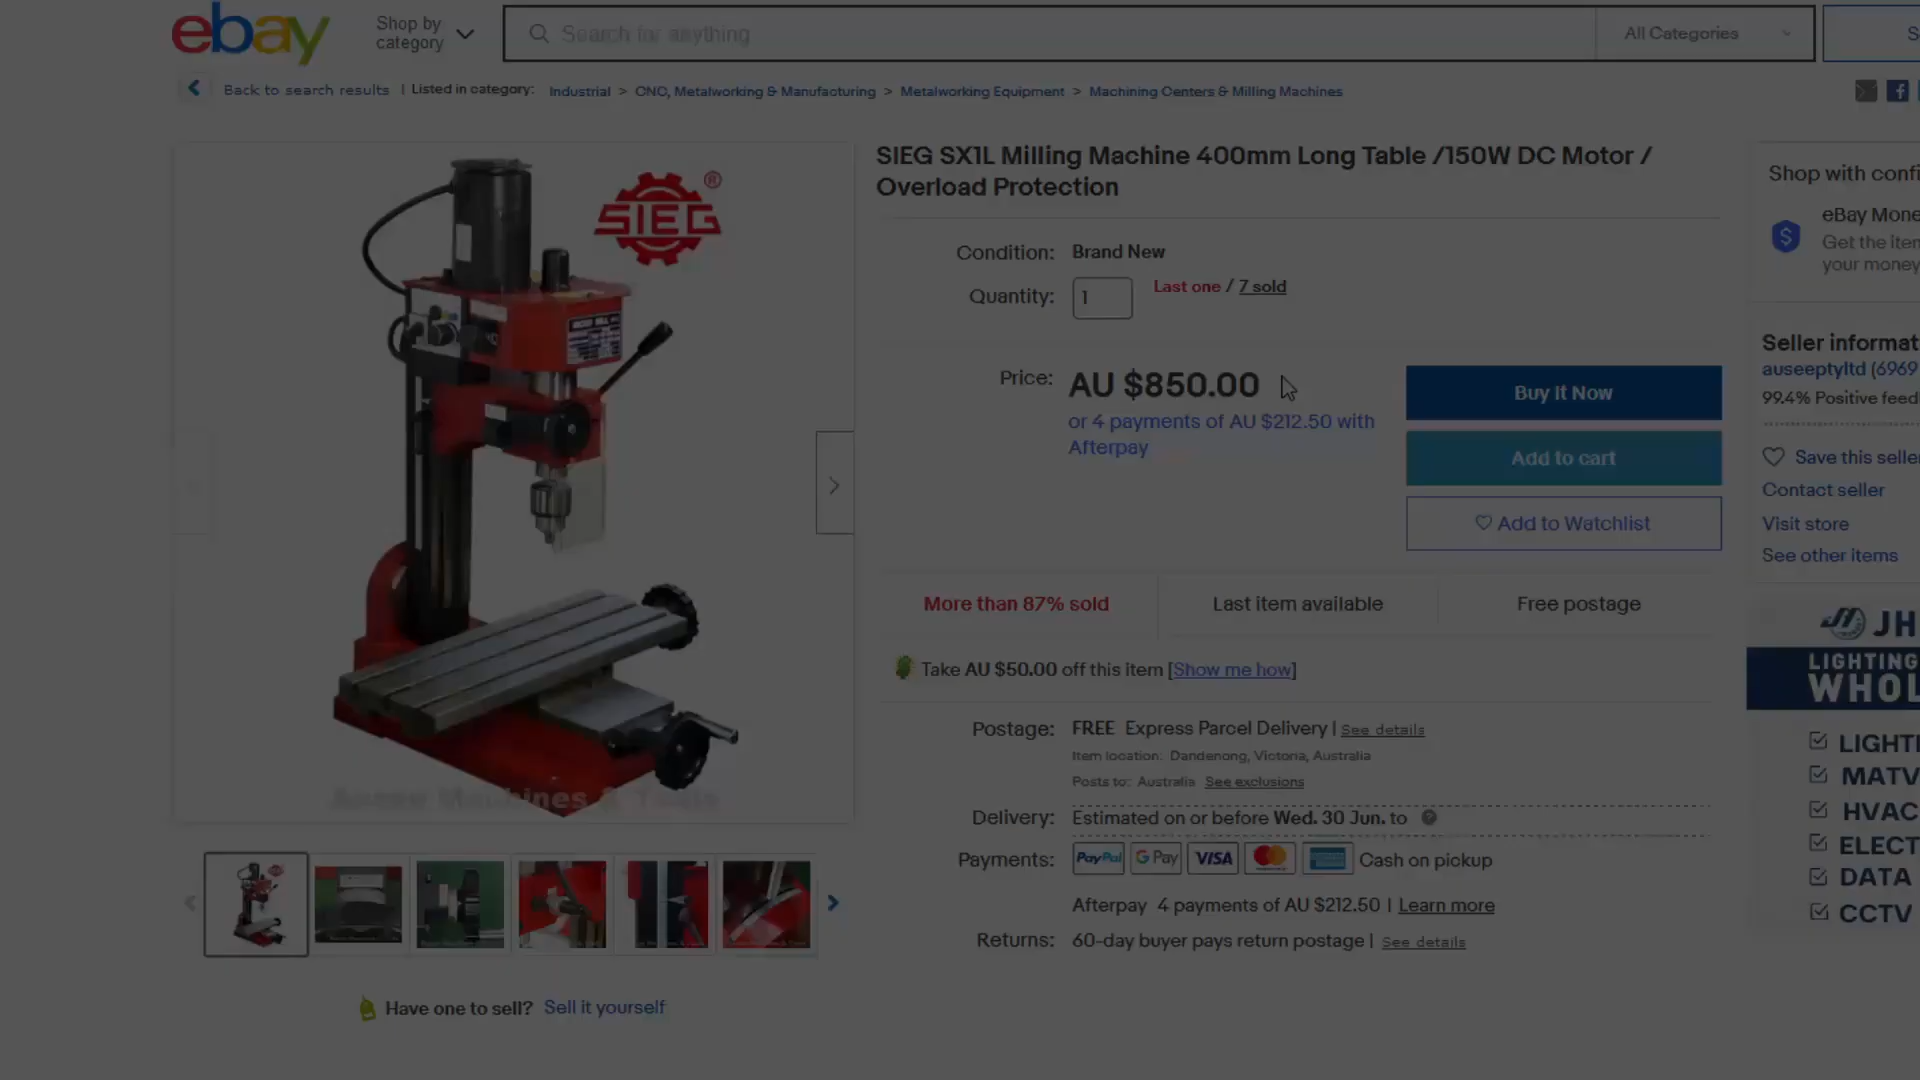 ebay
Shop by
category
Search for anything
All Categories
Back to search results | Listed in category: Industrial > CNC, Metalworking & Manufacturing > Metalworking Equipment > Machining Centers & Milling Machines
SIEG SX1L Milling Machine 400mm Long Table /150W DC Motor /
Overload Protection
SIEG
Condition: Brand New
Quantity: 1
Last one / 7 sold
Price: AU $850.00
or 4 payments of AU $212.50 with
Afterpay
Buy It Now
Add to cart
Add to Watchlist
More than 87% sold
Last item available
Free postage
Take AU $50.00 off this item [Show me how]
Postage: FREE Express Parcel Delivery | See details
Item location: Dandenong, Victoria, Australia
Posts to: Australia See exclusions
Delivery: Estimated on or before Wed. 30 Jun. to
Payments: PayPal G Pay VISA Cash on pickup
Afterpay 4 payments of AU $212.50 | Learn more
Returns: 60-day buyer pays return postage | See details
Have one to sell? Sell it yourself
Shop with confi
eBay Mone
Get the iten
your money
Seller informat
auseeptyltd (6969
99.4% Positive feed
Save this seller
Contact seller
Visit store
See other items
JH
LIGHTING
WHOL
LIGHTI
MATV
HVAC
ELECT
DATA
CCTV